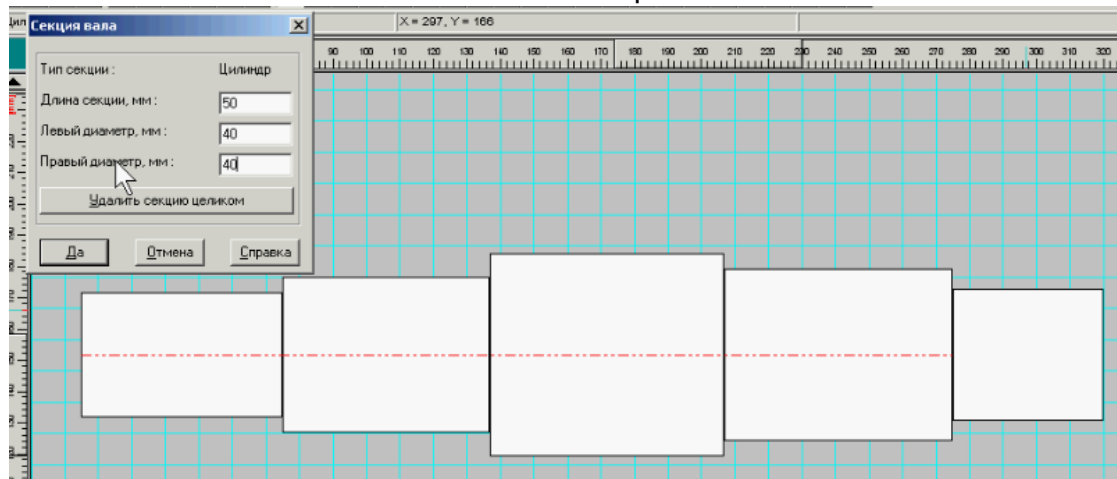 Цил
X = 297, Y = 166
Секция вала
90 100 110 120 130 140 150 160 170 180 190 200 210 220 230 240 250 260 270 280 290 300 310 320
Тип секции : Цилиндр
Длина секции, мм : 50
Левый диаметр, мм : 40
Правый диаметр, мм : 40
Удалить секцию целиком
Да Отмена Справка